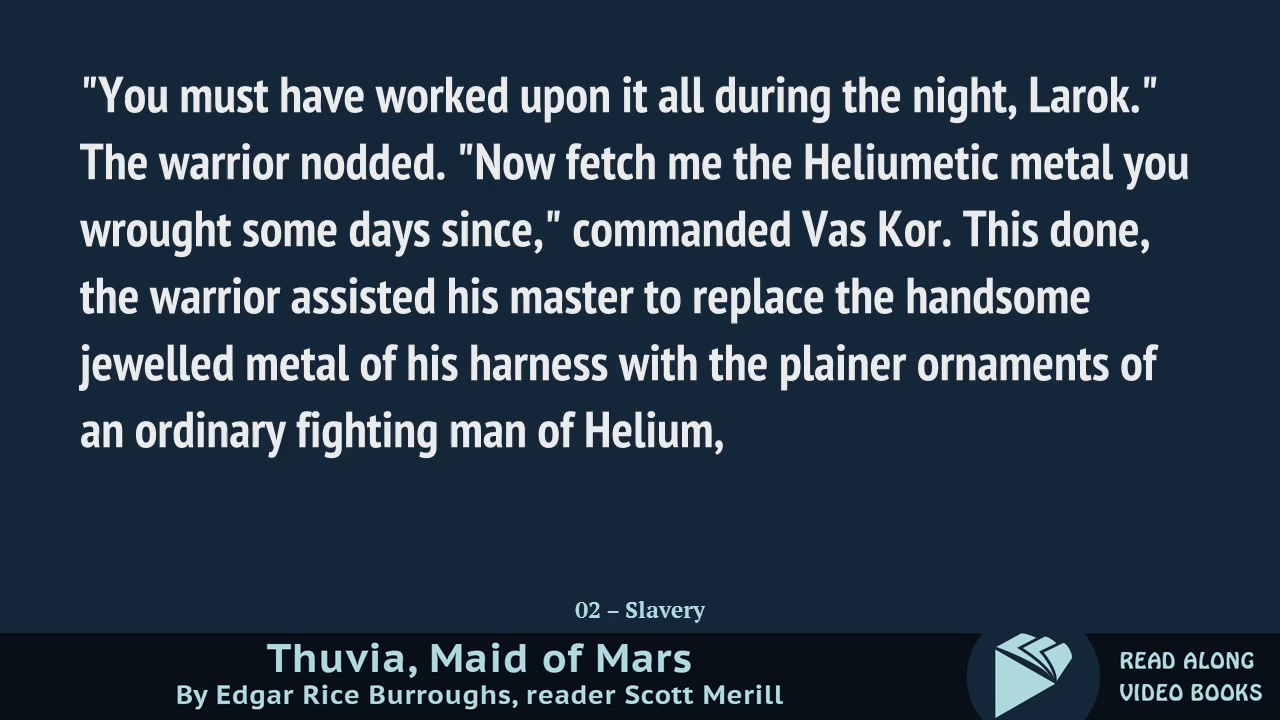 "You must have worked upon it all during the night, Larok."
The warrior nodded. "Now fetch me the Heliumetic metal you
wrought some days since," commanded Vas Kor. This done,
the warrior assisted his master to replace the handsome
jewelled metal of his harness with the plainer ornaments of
an ordinary fighting man of Helium,
02 – Slavery
Thuvia, Maid of Mars
By Edgar Rice Burroughs, reader Scott Merill
READ ALONG
VIDEO BOOKS